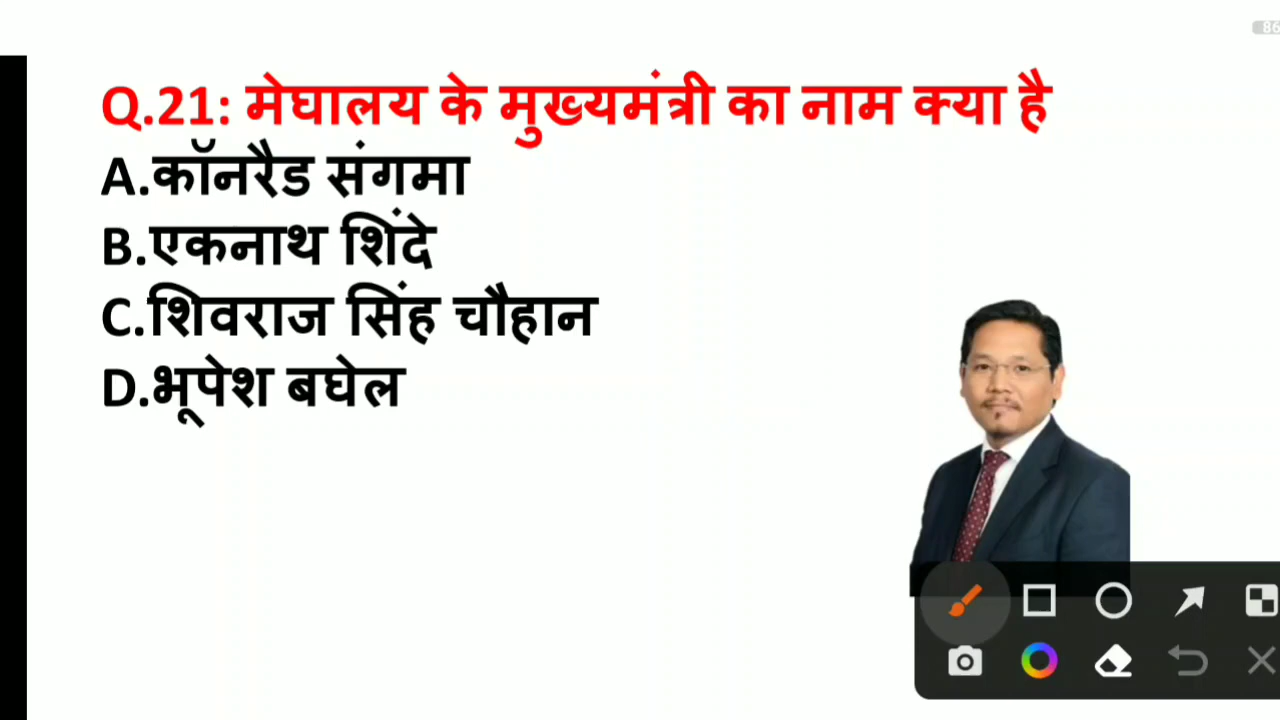 Q.21: मेघालय के मुख्यमंत्री का नाम क्या है
A.कॉनरैड संगमा
B.एकनाथ शिंदे
C.शिवराज सिंह चौहान
D.भूपेश बघेल